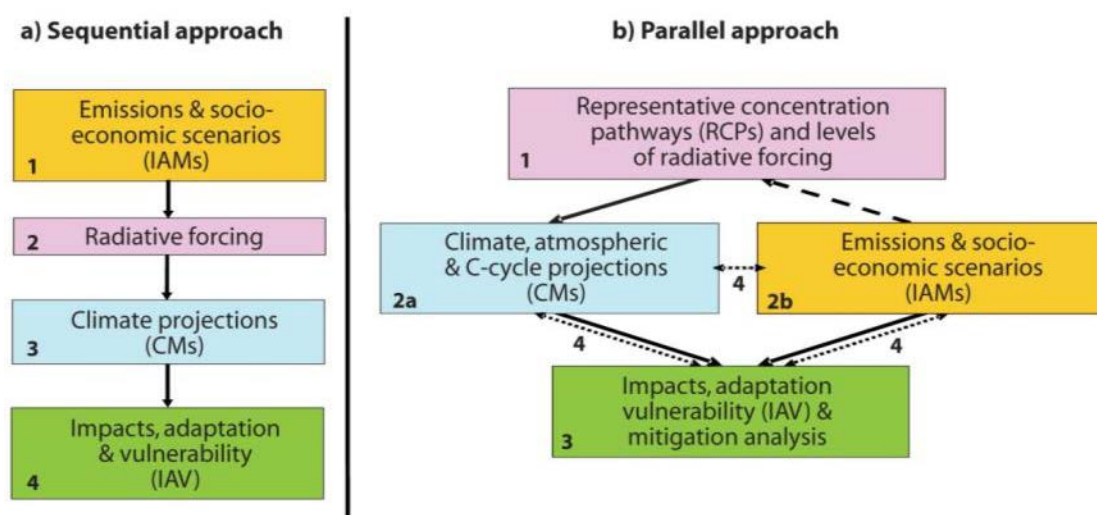 a) Sequential approach
Emissions & socio-
economic scenarios
(IAMs)
1
Radiative forcing
2
Climate projections
(CMs)
3
Impacts, adaptation
& vulnerability
(IAV)
4
b) Parallel approach
Representative concentration
pathways (RCPs) and levels
of radiative forcing
1
Climate, atmospheric
& C-cycle projections
(CMs)
2a
4
Emissions & socio-
economic scenarios
(IAMs)
2b
4
4
Impacts, adaptation
vulnerability (IAV) &
mitigation analysis
3